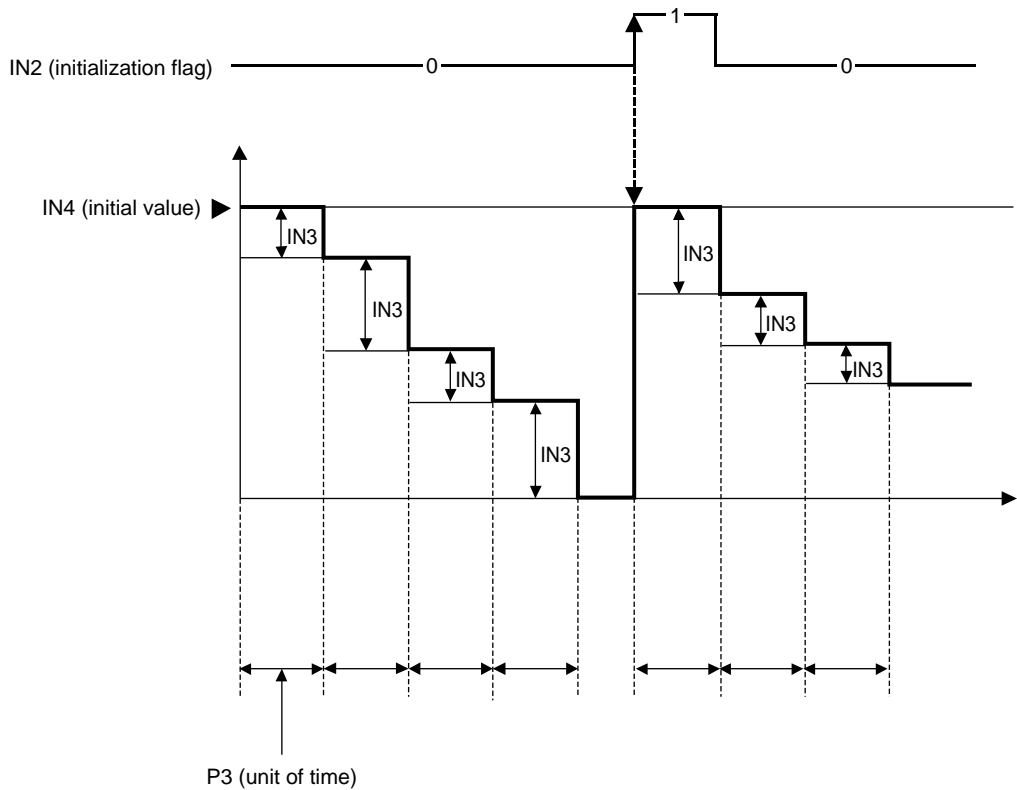 1
IN2 (initialization flag)
0
0
IN4 (initial value)
IN3
IN3
IN3
IN3
IN3
IN3
IN3
P3 (unit of time)